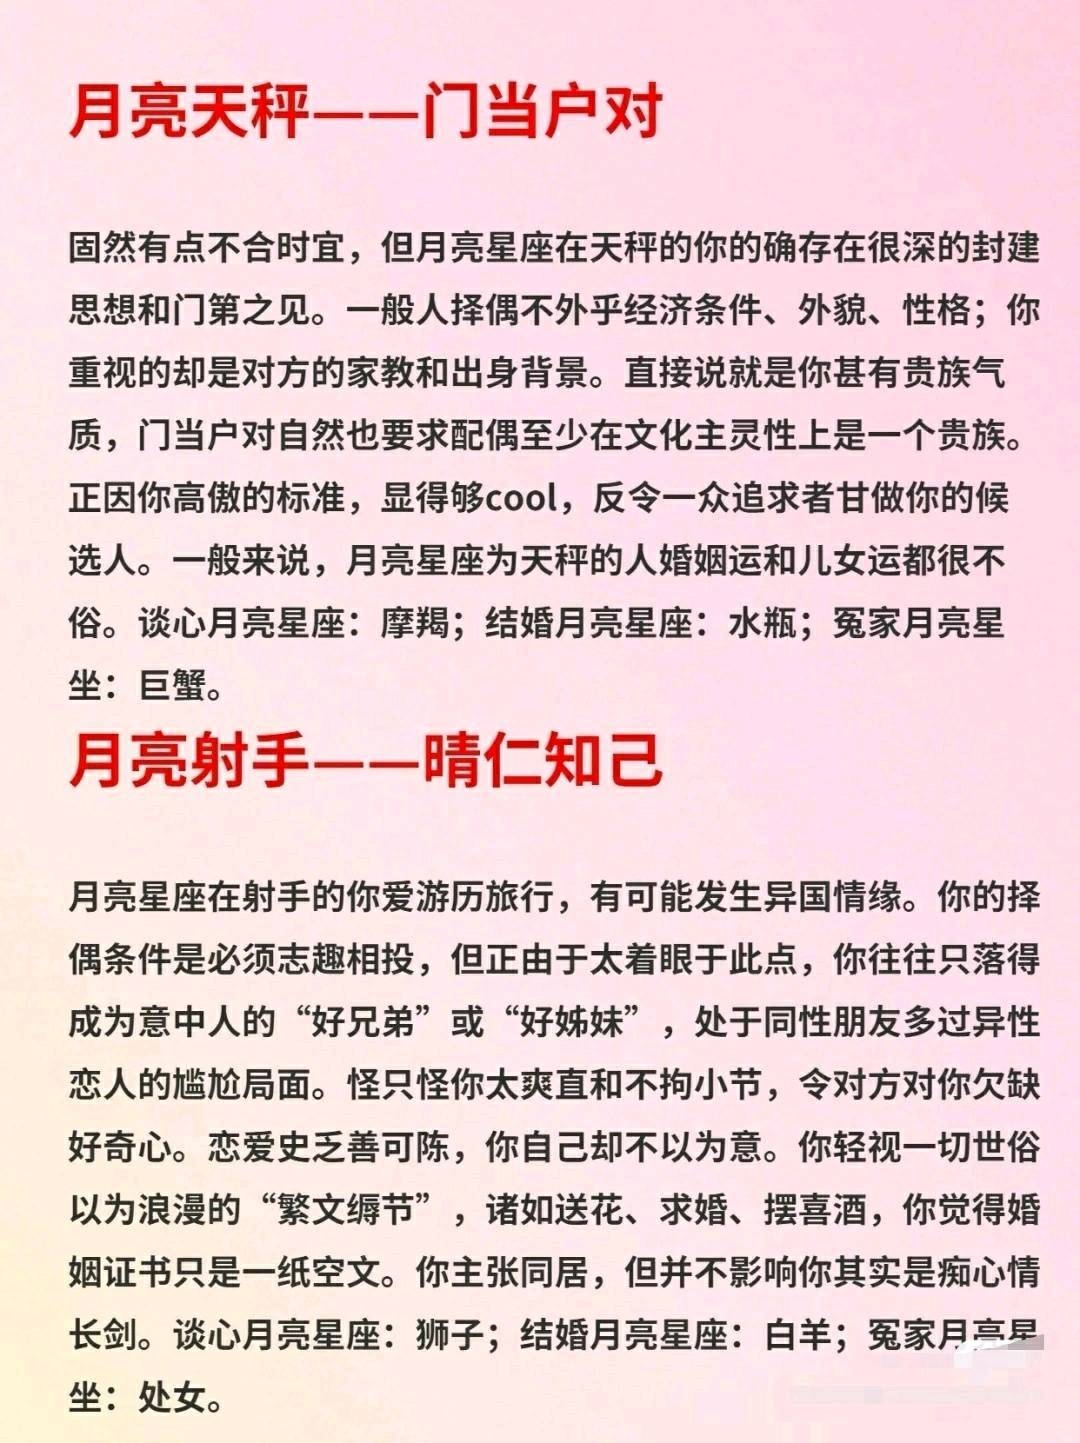 月亮天秤——门当户对
固然有点不合时宜，但月亮星座在天秤的你的确存在很深的封建
思想和门第之见。一般人择偶不外乎经济条件、外貌、性格；你
重视的却是对方的家教和出身背景。直接说就是你甚有贵族气
质，门当户对自然也要求配偶至少在文化主灵性上是一个贵族。
正因你高傲的标准，显得够cool，反令一众追求者甘做你的候
选人。一般来说，月亮星座为天秤的人婚姻运和儿女运都很不
俗。谈心月亮星座：摩羯；结婚月亮星座：水瓶；冤家月亮星
坐：巨蟹。
月亮射手——晴仁知己
月亮星座在射手的你爱游历旅行，有可能发生异国情缘。你的择
偶条件是必须志趣相投，但正由于太着眼于此点，你往往只落得
成为意中人的“好兄弟”或“好姊妹”，处于同性朋友多过异性
恋人的尴尬局面。怪只怪你太爽直和不拘小节，令对方对你欠缺
好奇心。恋爱史乏善可陈，你自己却不以为意。你轻视一切世俗
以为浪漫的“繁文缛节”，诸如送花、求婚、摆喜酒，你觉得婚
姻证书只是一纸空文。你主张同居，但并不影响你其实是痴心情
长剑。谈心月亮星座：狮子；结婚月亮星座：白羊；冤家月亮星
坐：处女。